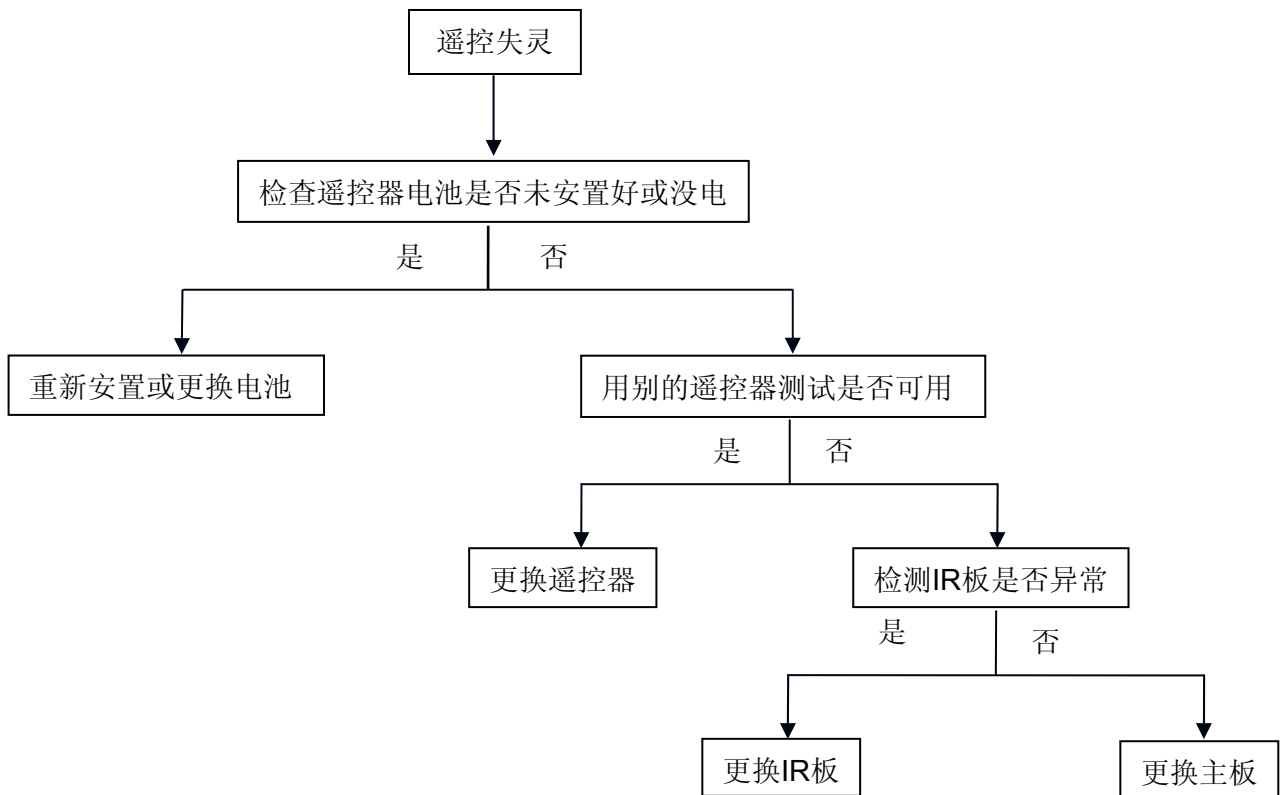 遥控失灵
检查遥控器电池是否未安置好或没电
是
否
重新安置或更换电池
用别的遥控器测试是否可用
是
否
更换遥控器
检测IR板是否异常
是
否
更换IR板
更换主板